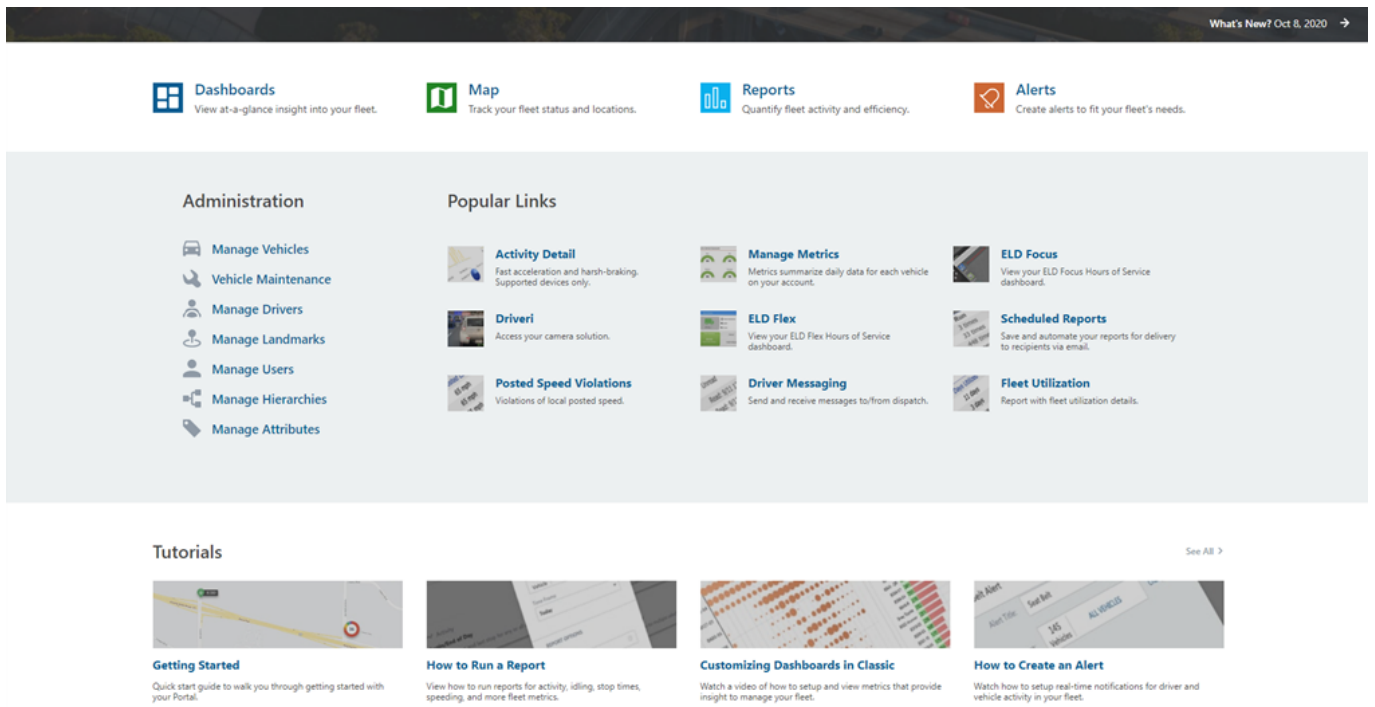 What's New? Oct 8, 2020
Dashboards
View at-a-glance insight into your fleet.
Map
Track your fleet status and locations.
Reports
Quantify fleet activity and efficiency.
Alerts
Create alerts to fit your fleet's needs.
Administration
Manage Vehicles
Vehicle Maintenance
Manage Drivers
Manage Landmarks
Manage Users
Manage Hierarchies
Manage Attributes
Popular Links
Activity Detail
Fast acceleration and harsh-braking.
Supported devices only.
Manage Metrics
Metrics summarize daily data for each vehicle
on your account.
ELD Focus
View your ELD Focus Hours of Service
dashboard.
Driveri
Access your camera solution.
ELD Flex
View your ELD Flex Hours of Service
dashboard.
Scheduled Reports
Save and automate your reports for delivery
to recipients via email.
Posted Speed Violations
Violations of local posted speed.
Driver Messaging
Send and receive messages to/from dispatch.
Fleet Utilization
Report with fleet utilization details.
Tutorials
See All >
Today
REPORT OPTIONS
Alert Title:
Seat Belt
ALL VEHICLES
145
Vehicles
Getting Started
Quick start guide to walk you through getting started with
your Portal.
How to Run a Report
View how to run reports for activity, idling, stop times,
speeding, and more fleet metrics.
Customizing Dashboards in Classic
Watch a video of how to setup and view metrics that provide
insight to manage your fleet.
How to Create an Alert
Watch how to setup real-time notifications for driver and
vehicle activity in your fleet.